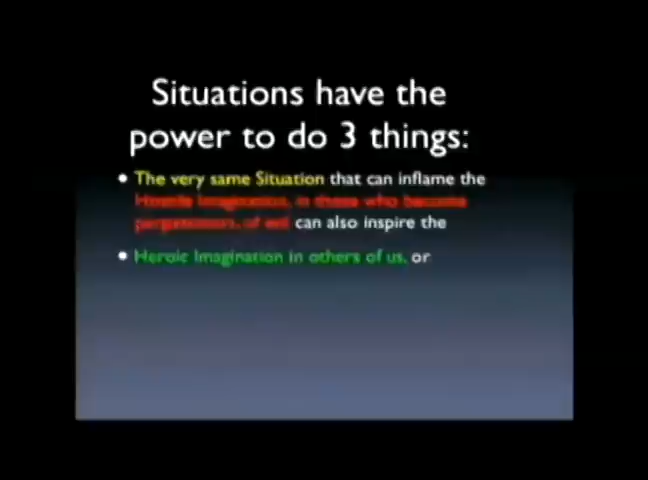 Situations have the
power to do 3 things:
• The very same Situation that can inflame the
Hostile Imagination, in those who become
perpetrators of evil can also inspire the
• Heroic Imagination in others of us, or